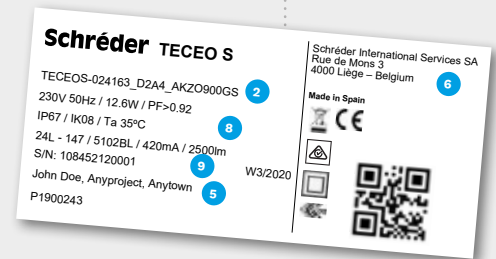 Schréder TECEO S
TECEOS-024163_D2A4_AKZO900GS
2
230V 50Hz / 12.6W / PF>0.92
IP67 / IK08 / Ta 35ºC
8
24L - 147 / 5102BL / 420mA / 2500lm
S/N: 108452120001
9
W3/2020
John Doe, Anyproject, Anytown
5
P1900243
Schréder International Services SA
Rue de Mons 3
4000 Liège – Belgium
6
Made in Spain
CE